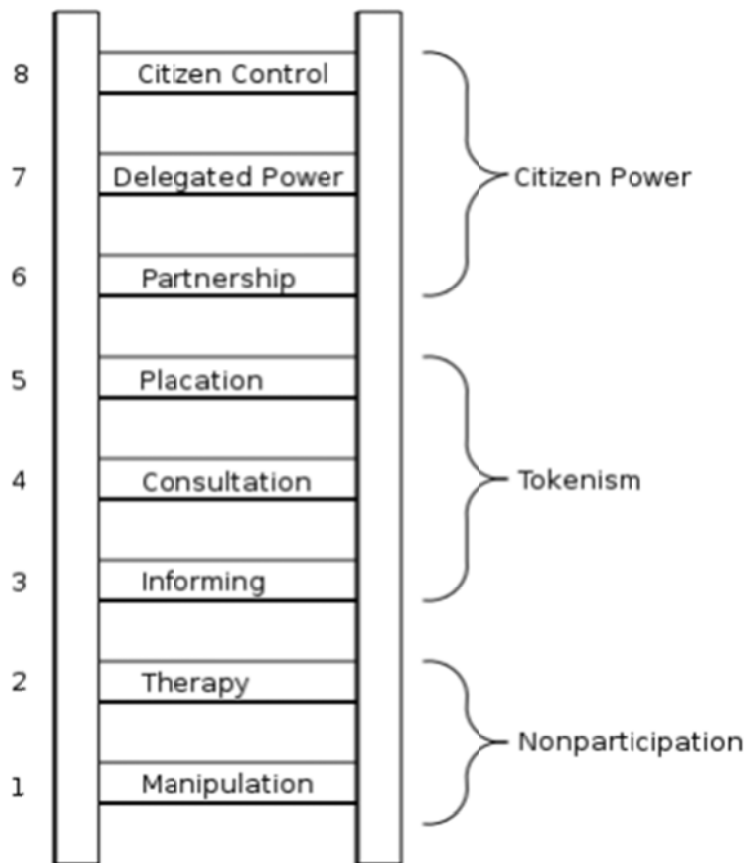 8 Citizen Control
7 Delegated Power Citizen Power
6 Partnership
5 Placation
4 Consultation Tokenism
3 Informing
2 Therapy
Nonparticipation
1 Manipulation